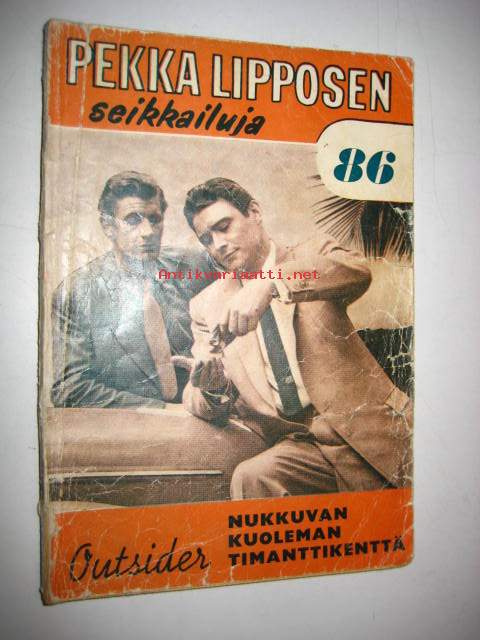 PEKKA LIPPOSEN
seikkailuja
86
Antikvariaatti.net
Outsider
NUKKUVAN
KUOLEMAN
TIMANTTIKENTTÄ